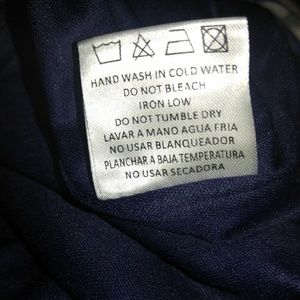 HAND WASH IN COLD WATER
DO NOT BLEACH
IRON LOW
DO NOT TUMBLE DRY
LAVAR A MANO AGUA FRIA
NO USAR BLANQUEADOR
PLANCHAR A BAJA TEMPERATURA
NO USAR SECADORA